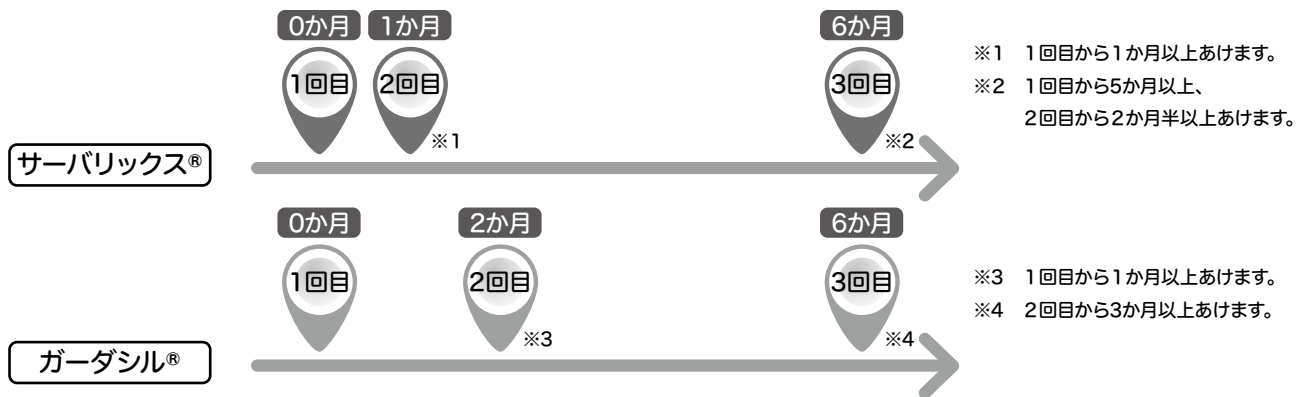 0か月 1か月 6か月
1回目 2回目 3回目
※1 ※2
サーバリックス®
※1 1回目から1か月以上あけます。
※2 1回目から5か月以上、
2回目から2か月半以上あけます。
0か月 2か月 6か月
1回目 2回目 3回目
※3 ※4
ガーダシル®
※3 1回目から1か月以上あけます。
※4 2回目から3か月以上あけます。